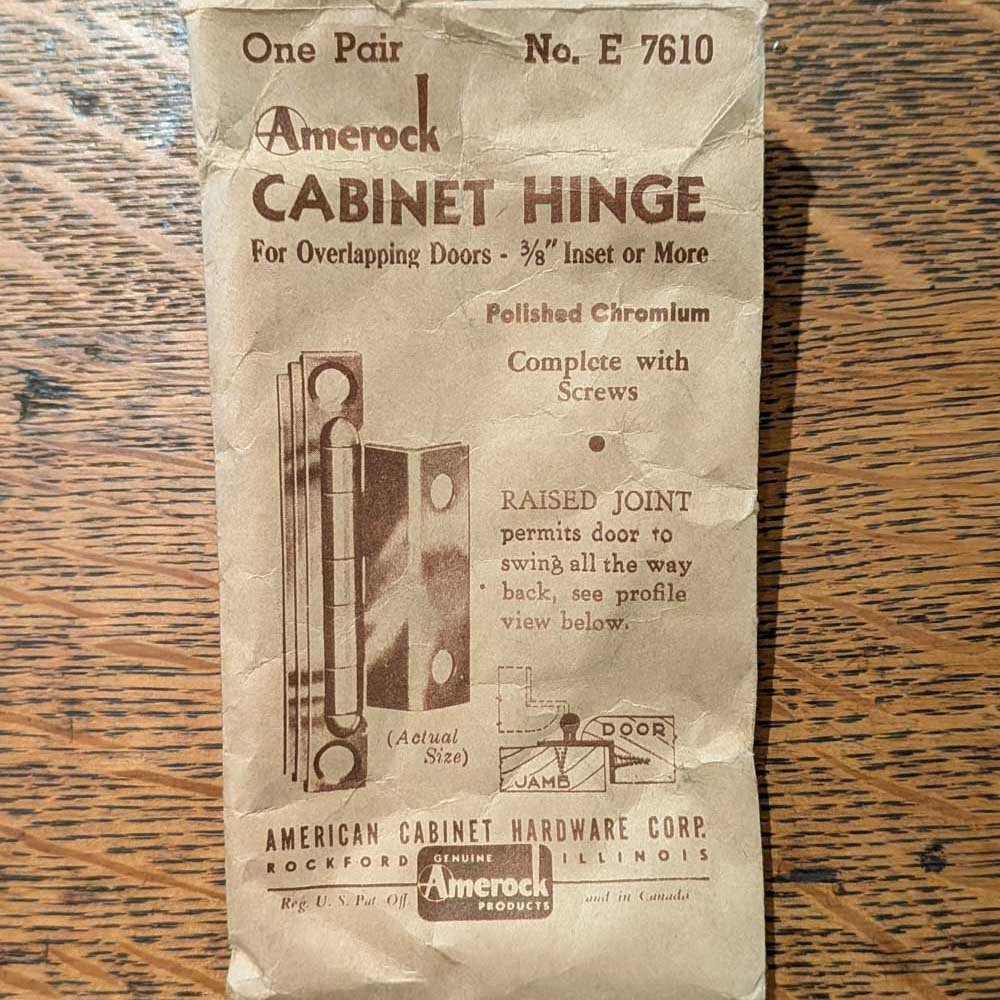 One Pair No. E 7610
Amerock
CABINET HINGE
For Overlapping Doors - 3/8" Inset or More
Polished Chromium
Complete with
Screws
RAISED JOINT
permits door to
swing all the way
back, see profile
view below.
(Actual
Size)
DOOR
JAMB
AMERICAN CABINET HARDWARE CORP.
ROCKFORD ILLINOIS
GENUINE
Amerock
PRODUCTS
Reg. U. S. Pat Off. and in Canada